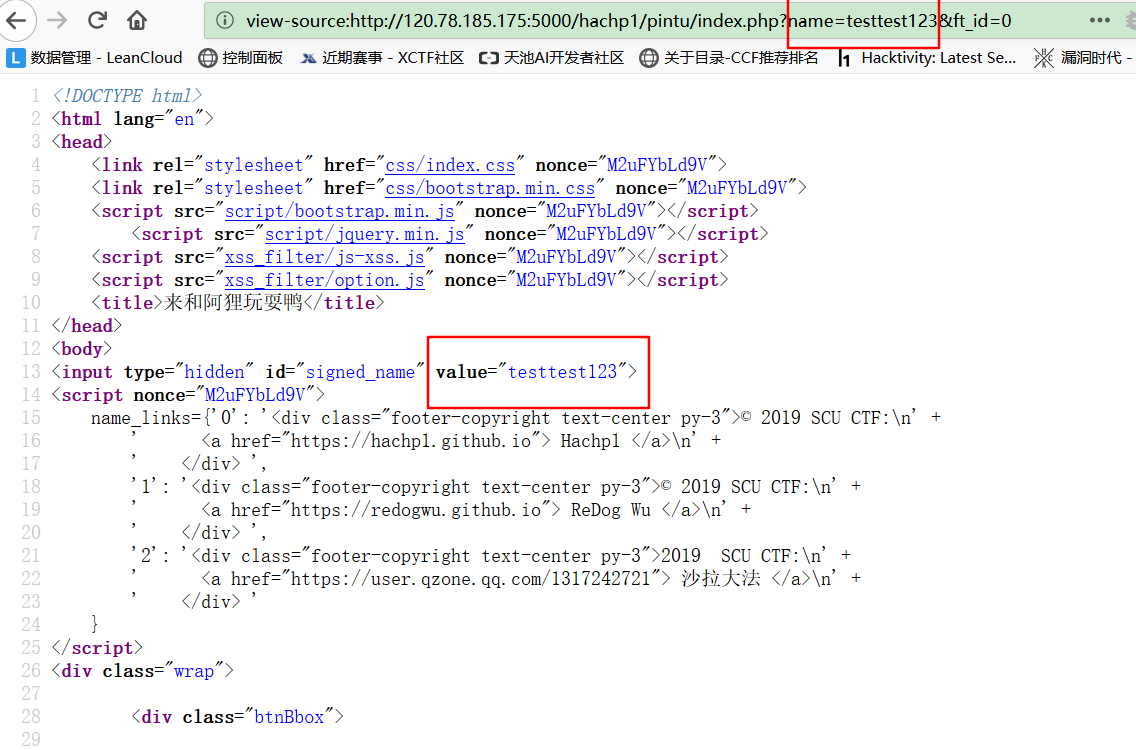 view-source:http://120.78.185.175:5000/hachp1/pintu/index.php?name=testtest123&ft_id=0
L 数据管理 - LeanCloud 控制面板 近期赛事 - XCTF社区 天池AI开发者社区 关于目录-CCF推荐排名 Hacktivity: Latest Se... 漏洞时代 -
1 <!DOCTYPE html>
2 <html lang="en">
3 <head>
4 <link rel="stylesheet" href="css/index.css" nonce="M2uFYbLd9V">
5 <link rel="stylesheet" href="css/bootstrap.min.css" nonce="M2uFYbLd9V">
6 <script src="script/bootstrap.min.js" nonce="M2uFYbLd9V"></script>
7 <script src="script/jquery.min.js" nonce="M2uFYbLd9V"></script>
8 <script src="xss_filter/js-xss.js" nonce="M2uFYbLd9V"></script>
9 <script src="xss_filter/option.js" nonce="M2uFYbLd9V"></script>
10 <title>来和阿狸玩耍鸭</title>
11 </head>
12 <body>
13 <input type="hidden" id="signed_name" value="testtest123">
14 <script nonce="M2uFYbLd9V">
15 name_links={'0': '<div class="footer-copyright text-center py-3">© 2019 SCU CTF:\n' +
16 ' <a href="https://hachp1.github.io"> Hachp1 </a>\n' +
17 ' </div> ',
18 '1': '<div class="footer-copyright text-center py-3">© 2019 SCU CTF:\n' +
19 ' <a href="https://redogwu.github.io"> ReDog Wu </a>\n' +
20 ' </div> ',
21 '2': '<div class="footer-copyright text-center py-3">2019 SCU CTF:\n' +
22 ' <a href="https://user.qzone.qq.com/1317242721"> 沙拉大法 </a>\n' +
23 ' </div> '
24 }
25 </script>
26 <div class="wrap">
27
28 <div class="btnBbox">
29